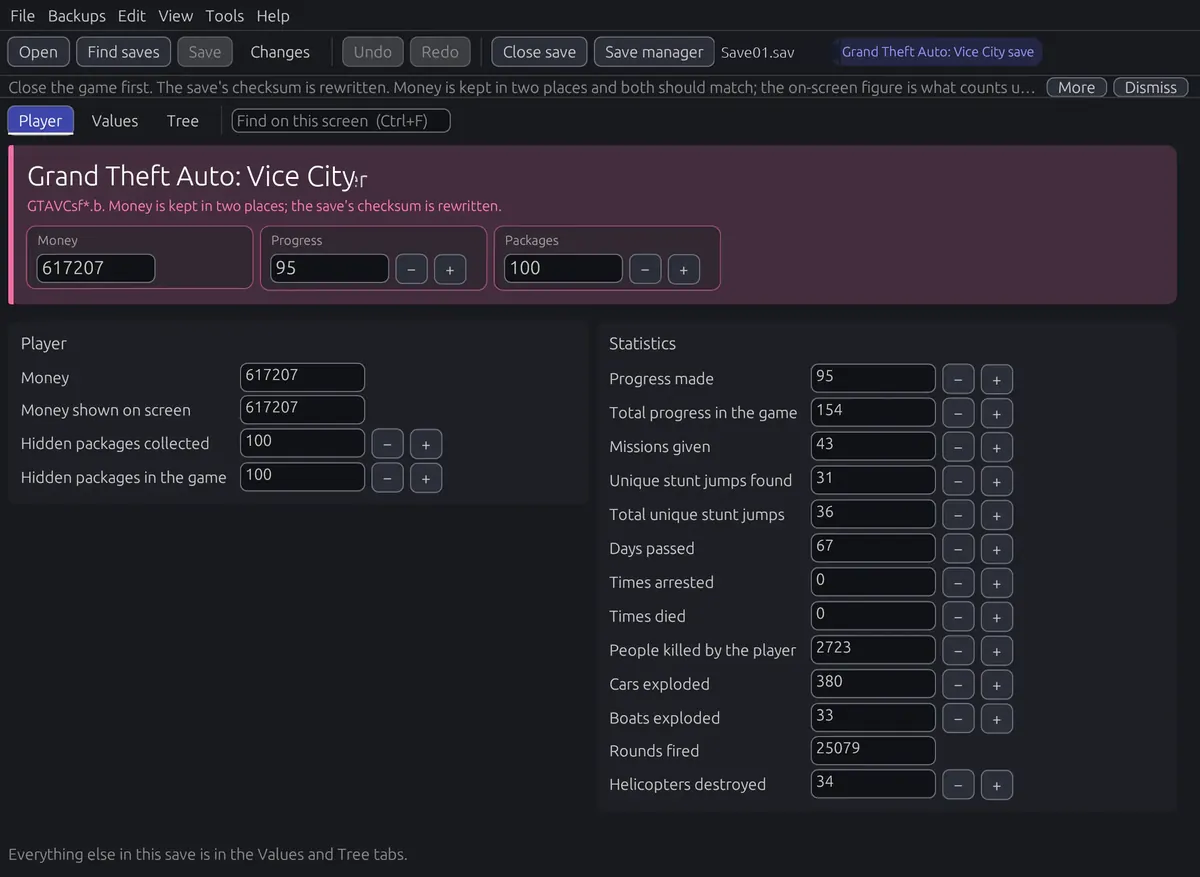 File Backups Edit View Tools Help
Open Find saves Save Changes Undo Redo Close save Save manager Save01.sav Grand Theft Auto: Vice City save
Close the game first. The save's checksum is rewritten. Money is kept in two places and both should match; the on-screen figure is what counts u... More Dismiss
Player Values Tree Find on this screen (Ctrl+F)
Grand Theft Auto: Vice City
GTAVCsf*.b. Money is kept in two places; the save's checksum is rewritten.
Money Progress Packages
617207 95 − + 100 − +
Player
Money 617207
Money shown on screen 617207
Hidden packages collected 100 − +
Hidden packages in the game 100 − +
Statistics
Progress made 95 − +
Total progress in the game 154 − +
Missions given 43 − +
Unique stunt jumps found 31 − +
Total unique stunt jumps 36 − +
Days passed 67 − +
Times arrested 0 − +
Times died 0 − +
People killed by the player 2723 − +
Cars exploded 380 − +
Boats exploded 33 − +
Rounds fired 25079
Helicopters destroyed 34 − +
Everything else in this save is in the Values and Tree tabs.